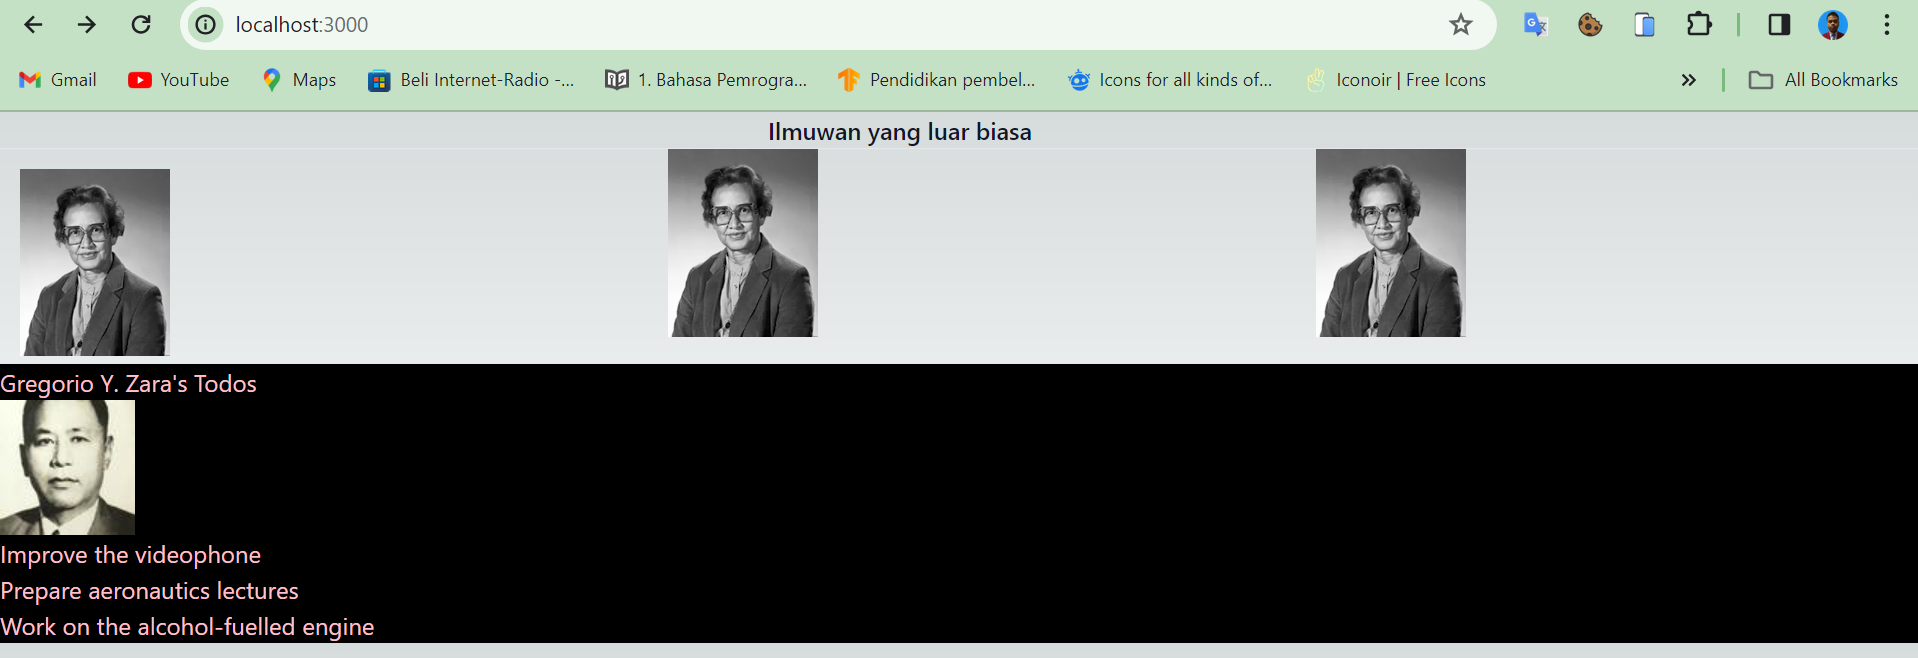 localhost:3000
Gmail YouTube Maps Beli Internet-Radio -... 1. Bahasa Pemrogra... Pendidikan pembel... Icons for all kinds of... Iconoir | Free Icons » All Bookmarks
Ilmuwan yang luar biasa
Gregorio Y. Zara's Todos
Improve the videophone
Prepare aeronautics lectures
Work on the alcohol-fuelled engine